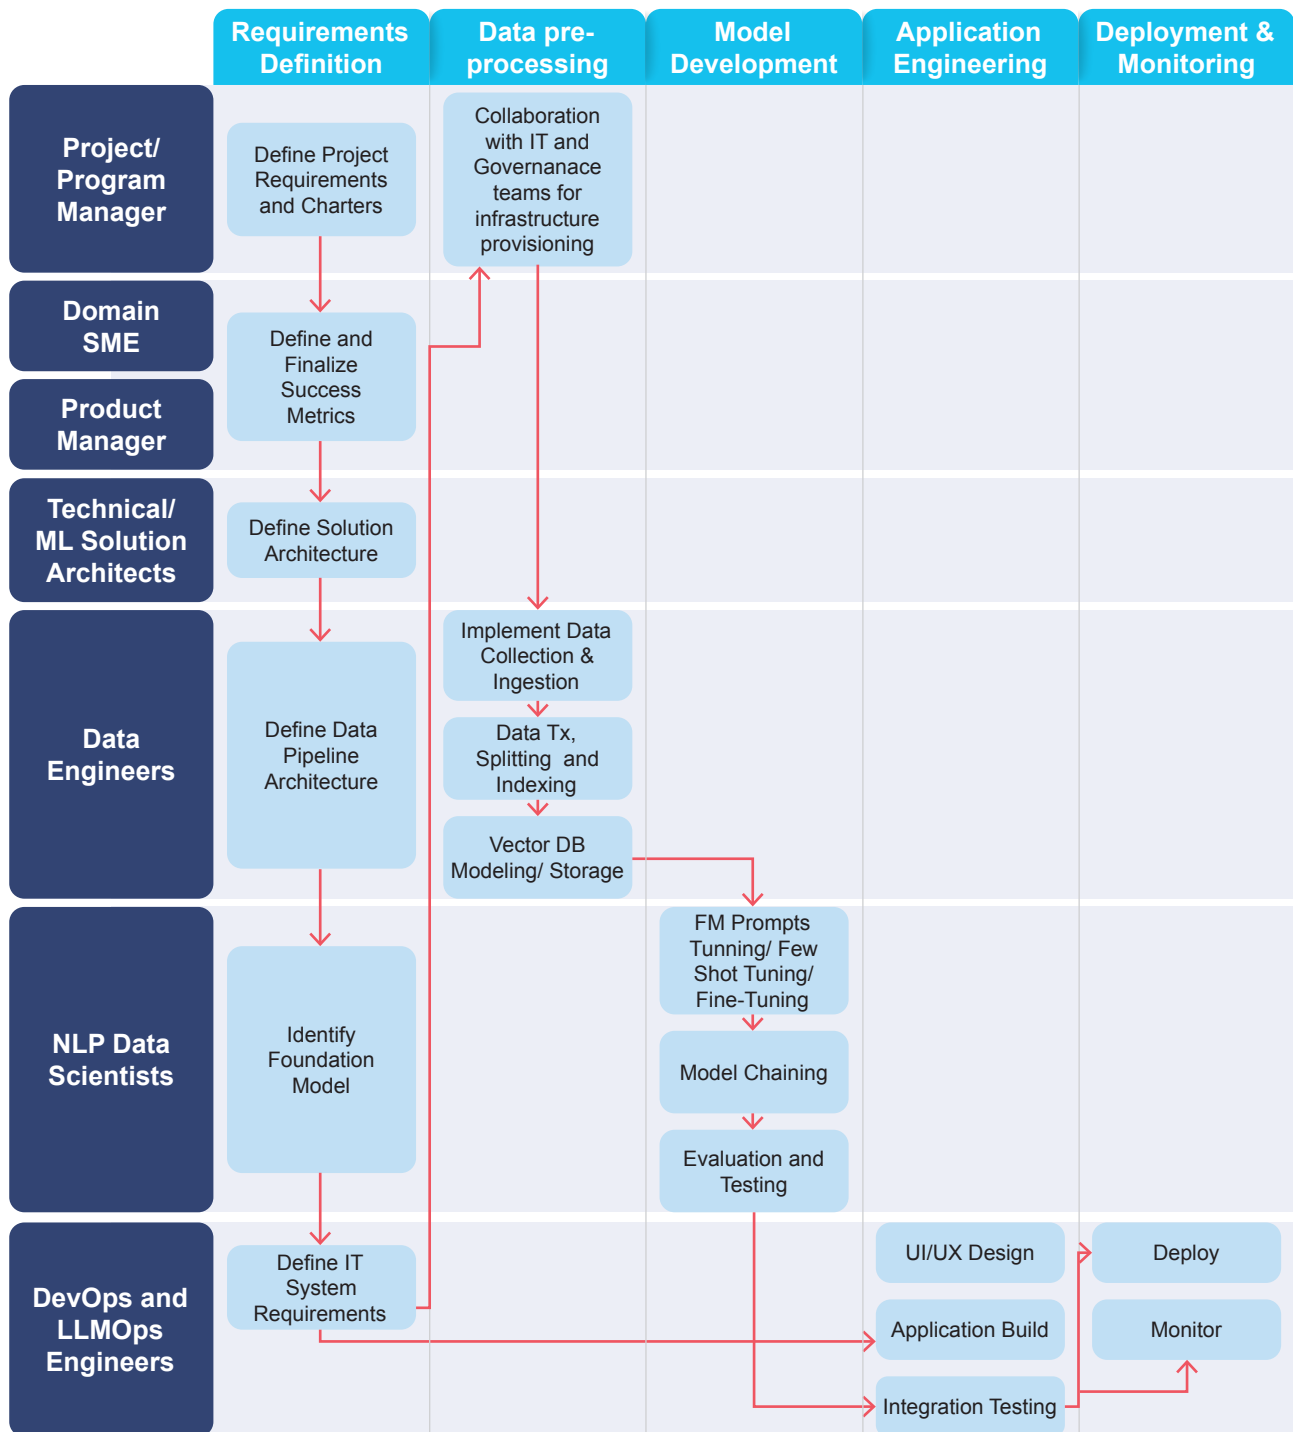 Requirements
Definition
Data pre-
processing
Model
Development
Application
Engineering
Deployment &
Monitoring
Project/
Program
Manager
Define Project
Requirements
and Charters
Collaboration
with IT and
Governanace
teams for
infrastructure
provisioning
Domain
SME
Product
Manager
Define and
Finalize
Success
Metrics
Technical/
ML Solution
Architects
Define Solution
Architecture
Data
Engineers
Define Data
Pipeline
Architecture
Implement Data
Collection &
Ingestion
Data Tx,
Splitting and
Indexing
Vector DB
Modeling/ Storage
NLP Data
Scientists
Identify
Foundation
Model
FM Prompts
Tunning/ Few
Shot Tuning/
Fine-Tuning
Model Chaining
Evaluation and
Testing
DevOps and
LLMOps
Engineers
Define IT
System
Requirements
UI/UX Design
Application Build
Integration Testing
Deploy
Monitor